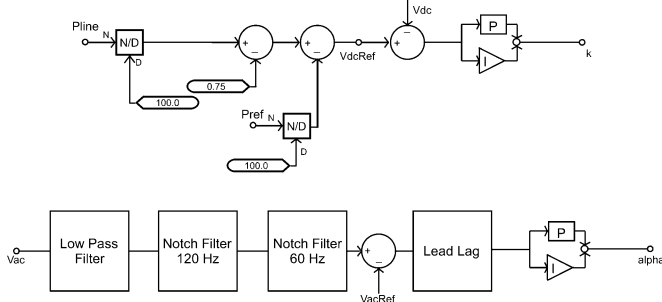 Vdc
Pline
N
N/D
D
100.0
+
−
0.75
+
−
VdcRef
+
−
P
I
k
Pref
N
N/D
D
100.0
Vac
Low Pass
Filter
Notch Filter
120 Hz
Notch Filter
60 Hz
+
−
VacRef
Lead Lag
P
I
alpha